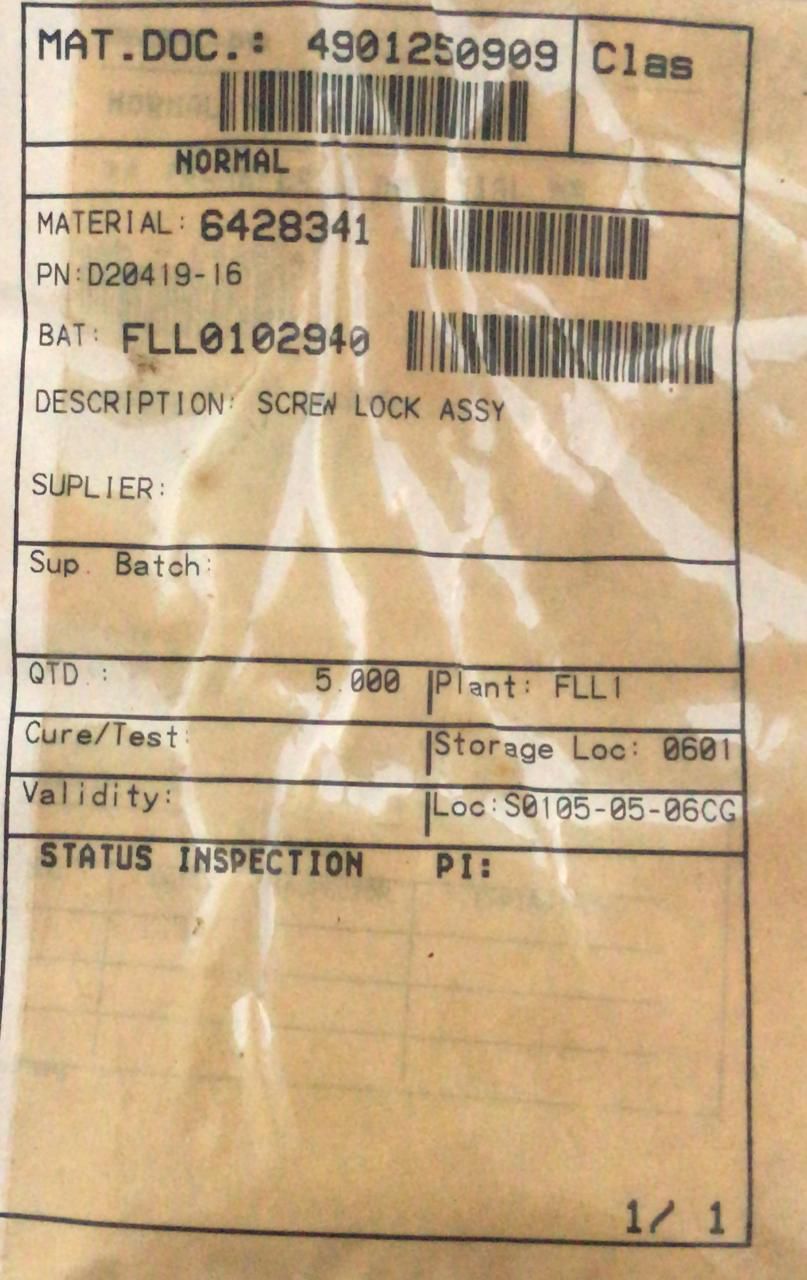 MAT.DOC.: 4901250909 Clas
NORMAL
MATERIAL: 6428341
PN:D20419-16
BAT: FLL0102940
DESCRIPTION: SCREW LOCK ASSY
SUPLIER:
Sup. Batch:
QTD.: 5.000 Plant: FLL1
Cure/Test: Storage Loc: 0601
Validity: Loc:S0105-05-06CG
STATUS INSPECTION PI:
1/ 1